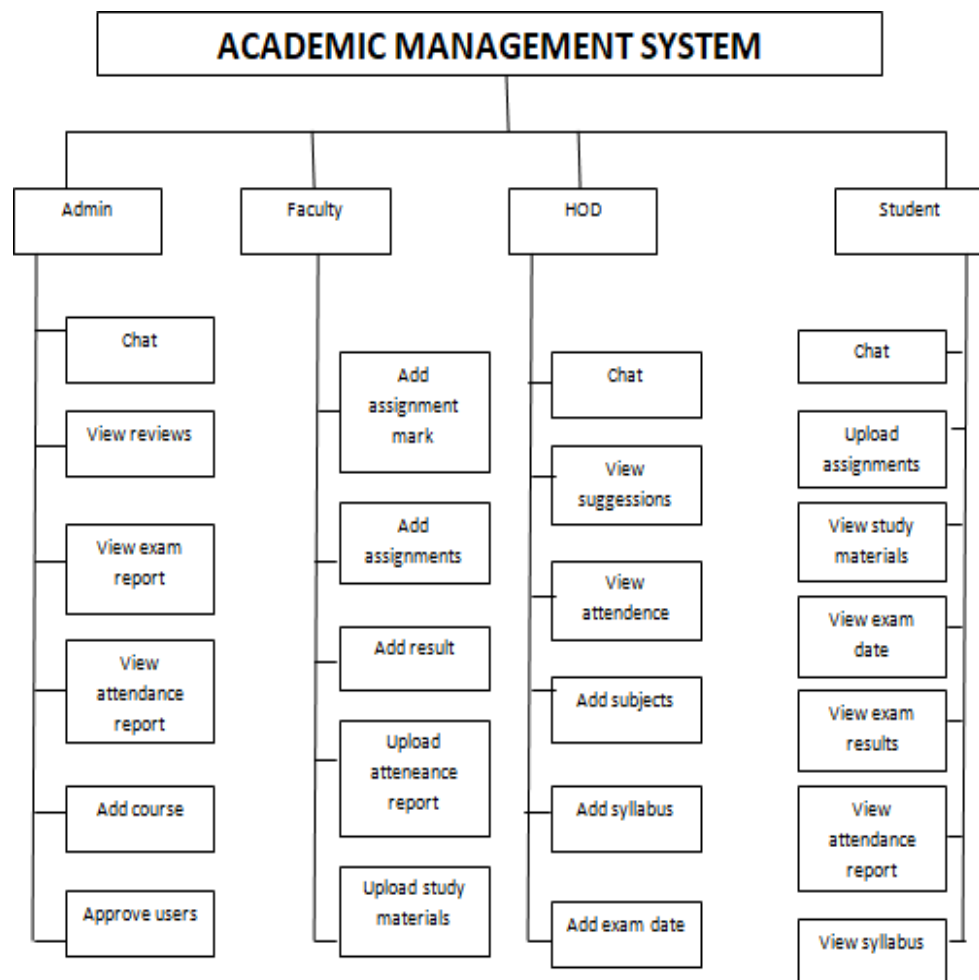 ACADEMIC MANAGEMENT SYSTEM
Admin
Faculty
HOD
Student
Chat
View reviews
View exam
report
View
attendance
report
Add course
Approve users
Add
assignment
mark
Add
assignments
Add result
Upload
atteneance
report
Upload study
materials
Chat
View
suggessions
View
attendence
Add subjects
Add syllabus
Add exam date
Chat
Upload
assignments
View study
materials
View exam
date
View exam
results
View
attendance
report
View syllabus